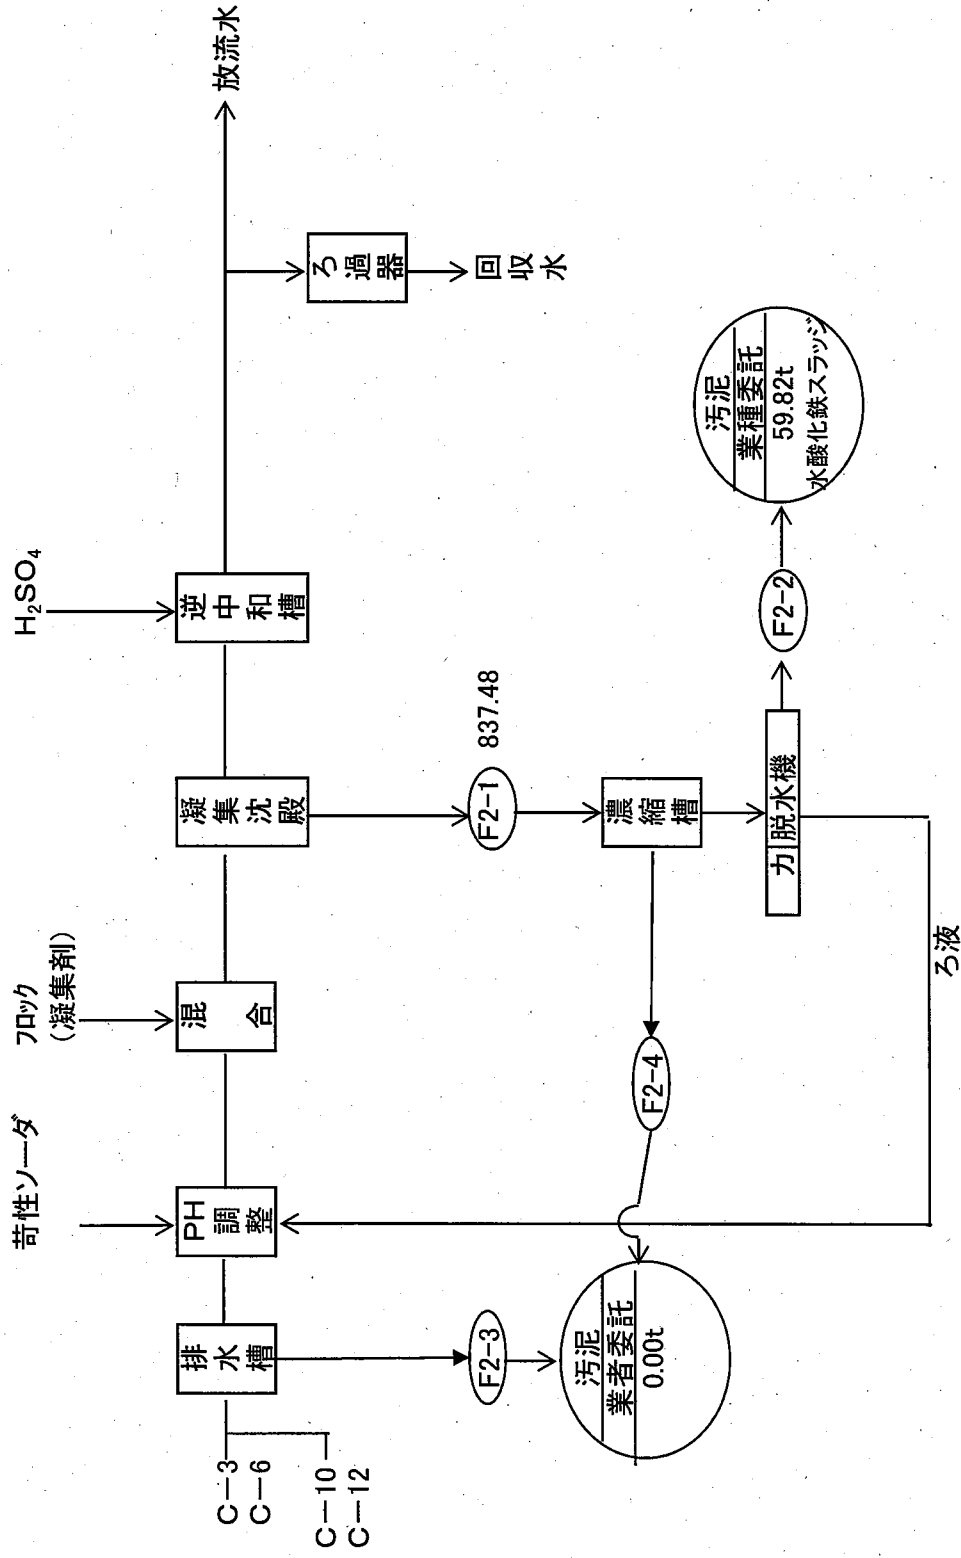 C－3
C－6
C－10
C－12
排水槽
苛性ソーダ
PH調整
フロック
（凝集剤）
混合
凝集沈殿
H₂SO₄
逆中和槽
放流水
ろ過器
回収水
F2-1
837.48
濃縮槽
F2-4
脱水機
F2-2
汚泥
業種委託
59.82t
水酸化鉄スラッジ
ろ液
F2-3
汚泥
業者委託
0.00t